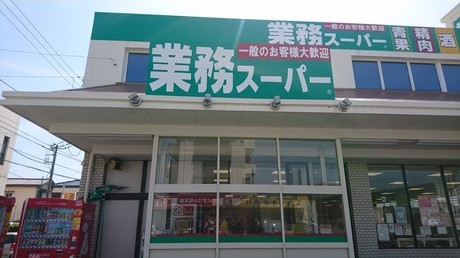 一般のお客様大歓迎
業務スーパー
青果
精肉
酒
一般のお客様大歓迎
業務スーパー